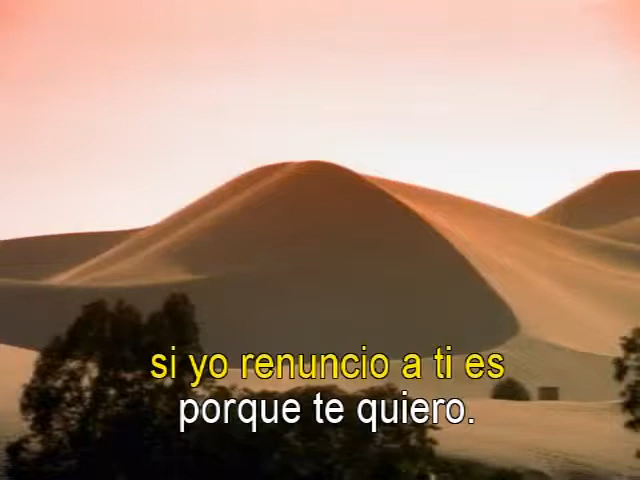 si yo renuncio a ti es
porque te quiero.